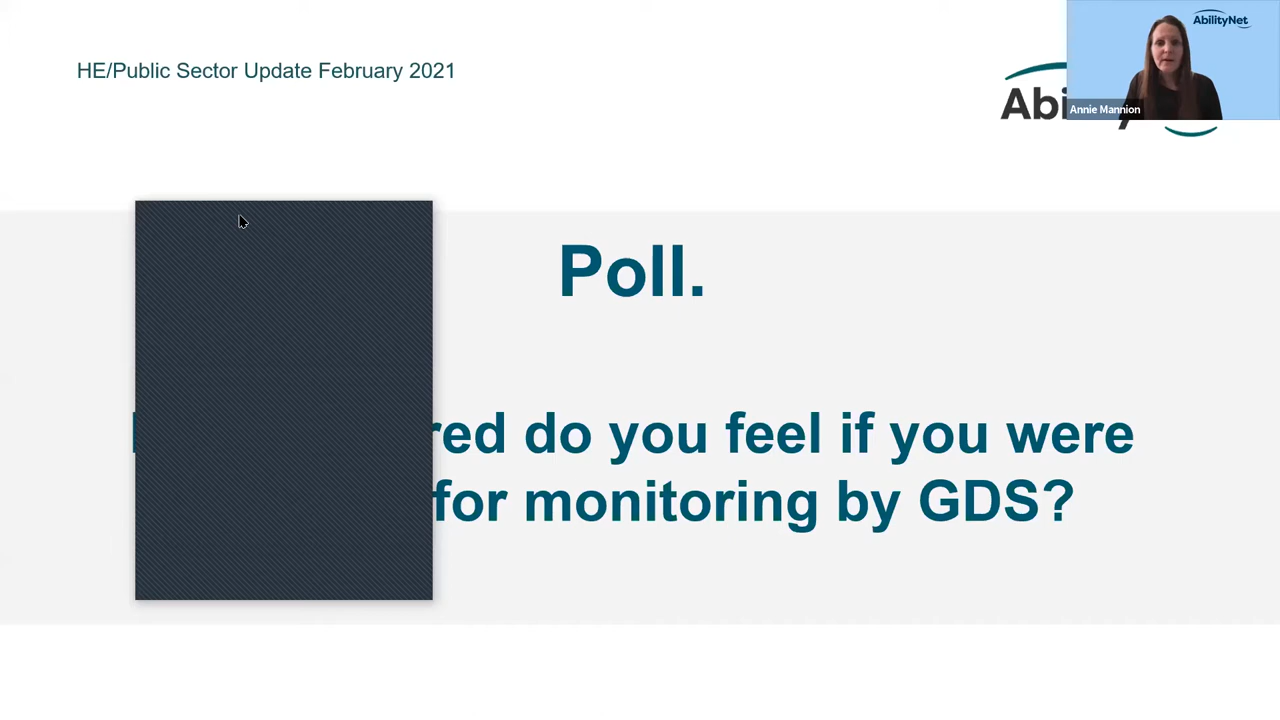 HE/Public Sector Update February 2021
AbilityNet
Annie Mannion
Poll.
do you feel if you were
for monitoring by GDS?